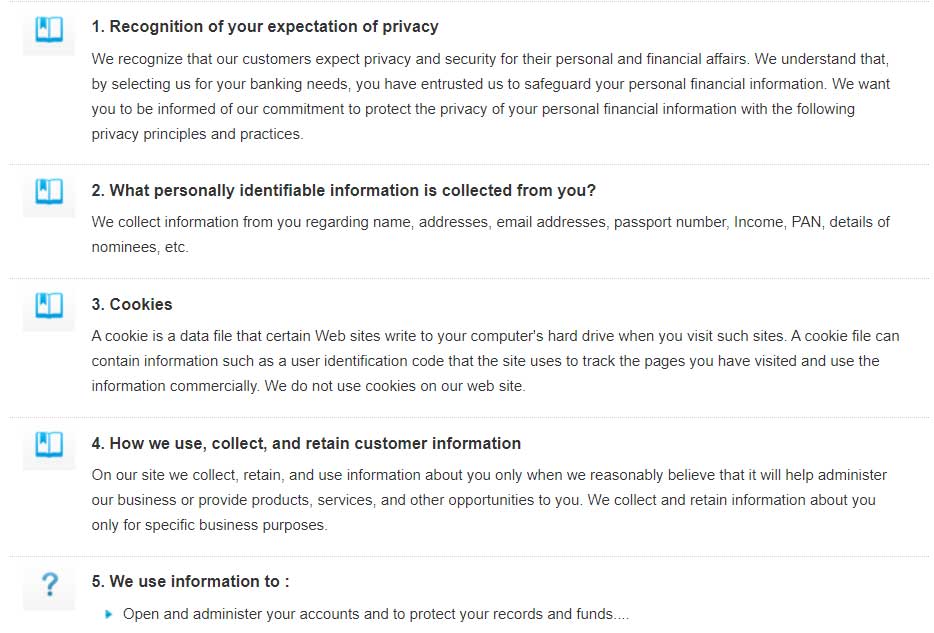 1. Recognition of your expectation of privacy
We recognize that our customers expect privacy and security for their personal and financial affairs. We understand that,
by selecting us for your banking needs, you have entrusted us to safeguard your personal financial information. We want
you to be informed of our commitment to protect the privacy of your personal financial information with the following
privacy principles and practices.
2. What personally identifiable information is collected from you?
We collect information from you regarding name, addresses, email addresses, passport number, Income, PAN, details of
nominees, etc.
3. Cookies
A cookie is a data file that certain Web sites write to your computer's hard drive when you visit such sites. A cookie file can
contain information such as a user identification code that the site uses to track the pages you have visited and use the
information commercially. We do not use cookies on our web site.
4. How we use, collect, and retain customer information
On our site we collect, retain, and use information about you only when we reasonably believe that it will help administer
our business or provide products, services, and other opportunities to you. We collect and retain information about you
only for specific business purposes.
5. We use information to :
Open and administer your accounts and to protect your records and funds....